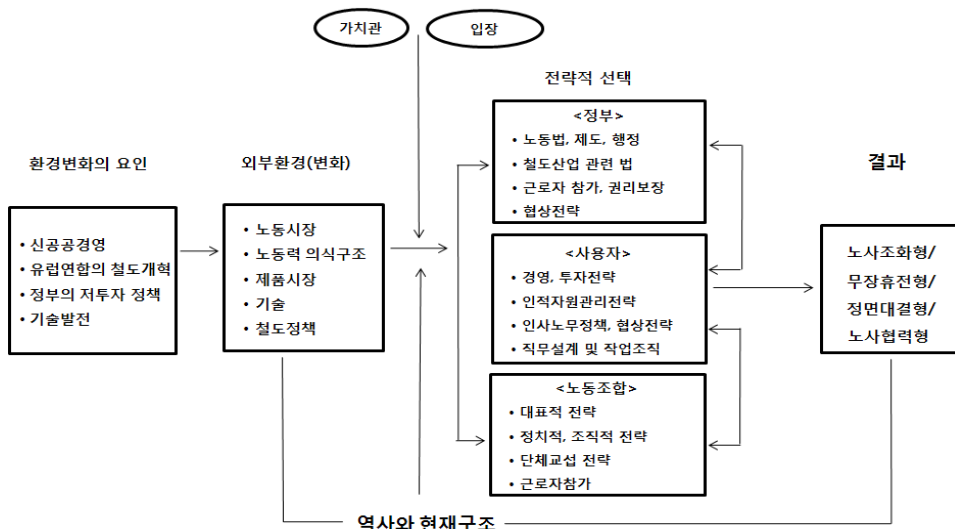 가치관
입장
전략적 선택
환경변화의 요인
• 신공공경영
• 유럽연합의 철도개혁
• 정부의 저투자 정책
• 기술발전
외부환경(변화)
• 노동시장
• 노동력 의식구조
• 제품시장
• 기술
• 철도정책
<정부>
• 노동법, 제도, 행정
• 철도산업 관련 법
• 근로자 참가, 권리보장
• 협상전략
<사용자>
• 경영, 투자전략
• 인적자원관리전략
• 인사노무정책, 협상전략
• 직무설계 및 작업조직
<노동조합>
• 대표적 전략
• 정치적, 조직적 전략
• 단체교섭 전략
• 근로자참가
결과
노사조화형/
무장휴전형/
정면대결형/
노사협력형
역사와 현재구조